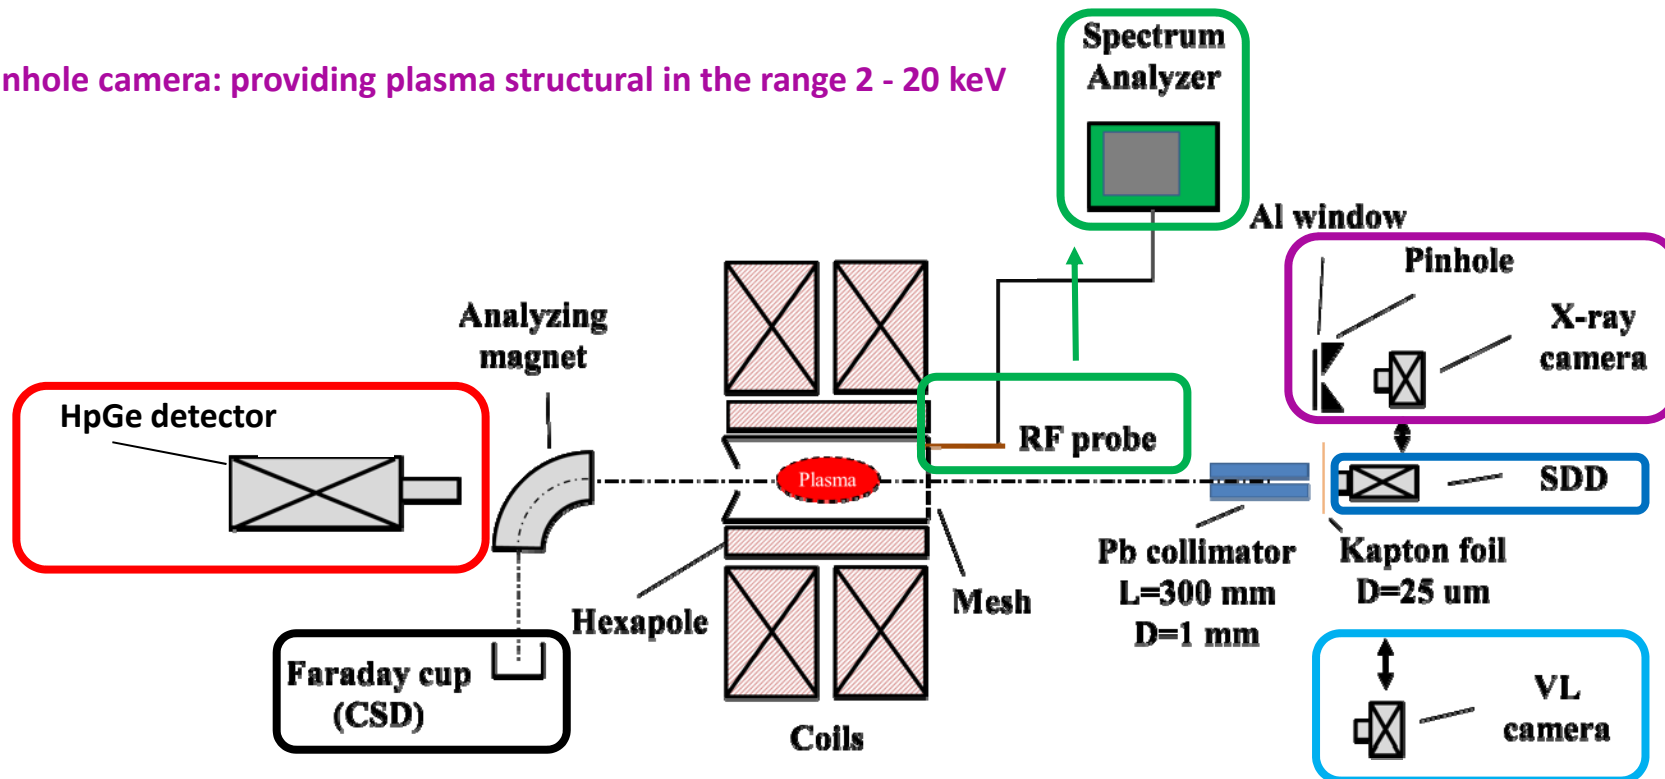 nhole camera: providing plasma structural in the range 2 - 20 keV
Spectrum
Analyzer
Al window
Pinhole
X-ray
camera
Analyzing
magnet
HpGe detector
RF probe
Plasma
SDD
Pb collimator
L=300 mm
D=1 mm
Kapton foil
D=25 um
Mesh
Hexapole
Faraday cup
(CSD)
Coils
VL
camera